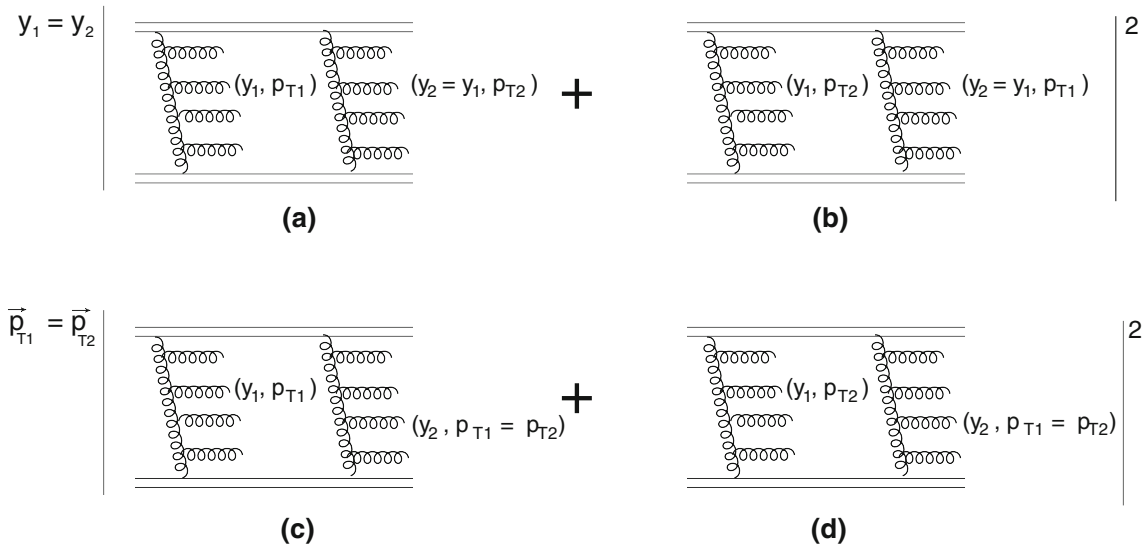 y₁ = y₂
2
(y₁, p_T1)
(y₂ = y₁, p_T2)
+
(y₁, p_T2)
(y₂ = y₁, p_T1)
(a)
(b)
p⃗_T1 = p⃗_T2
2
(y₁, p_T1)
(y₂ , p_T1 = p_T2)
+
(y₁, p_T2)
(y₂ , p_T1 = p_T2)
(c)
(d)